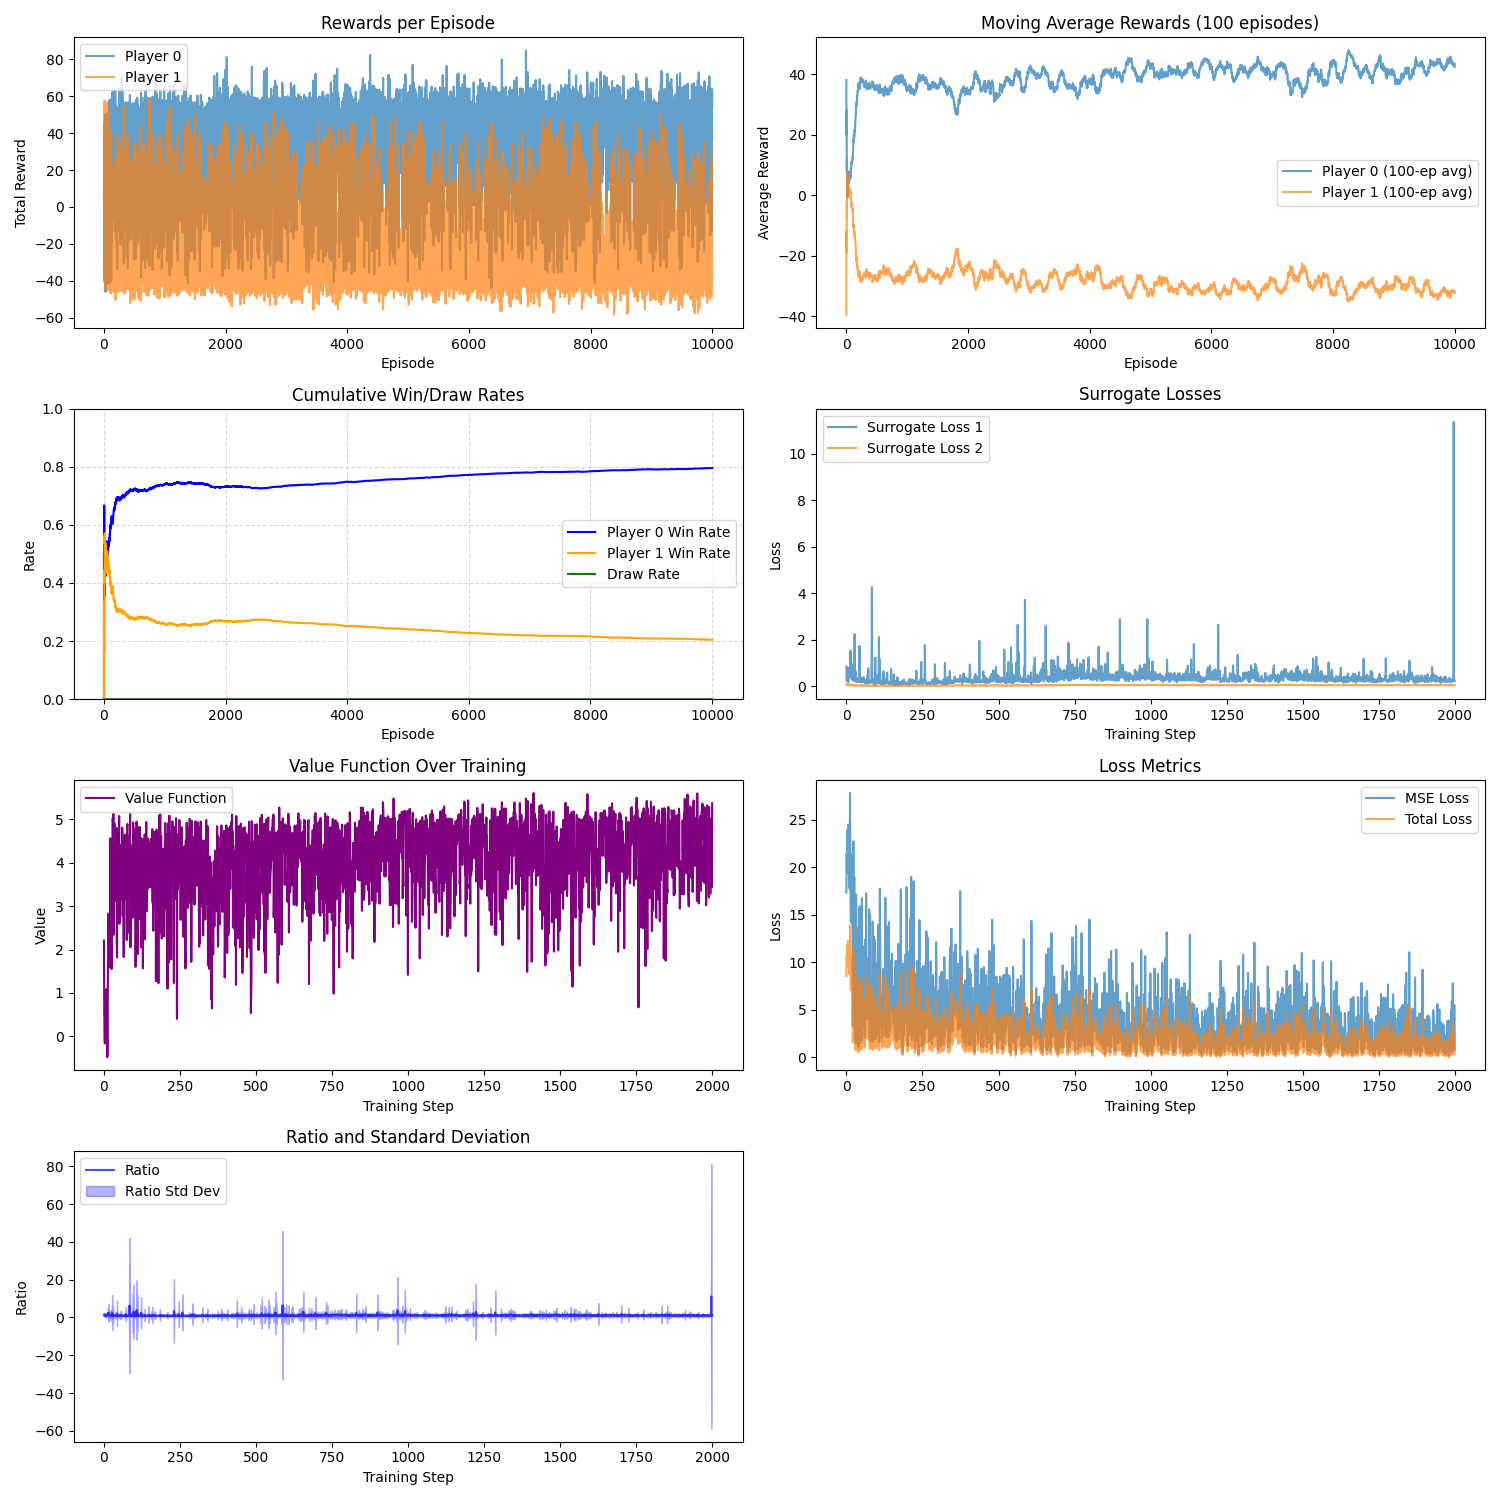 Rewards per Episode
Player 0
Player 1
80
60
40
20
0
−20
−40
−60
Total Reward
0 2000 4000 6000 8000 10000
Episode
Moving Average Rewards (100 episodes)
40
20
0
−20
−40
Average Reward
Player 0 (100-ep avg)
Player 1 (100-ep avg)
0 2000 4000 6000 8000 10000
Episode
Cumulative Win/Draw Rates
1.0
0.8
0.6
0.4
0.2
0.0
Rate
Player 0 Win Rate
Player 1 Win Rate
Draw Rate
0 2000 4000 6000 8000 10000
Episode
Surrogate Losses
Surrogate Loss 1
Surrogate Loss 2
10
8
6
4
2
0
Loss
0 250 500 750 1000 1250 1500 1750 2000
Training Step
Value Function Over Training
Value Function
5
4
3
2
1
0
Value
0 250 500 750 1000 1250 1500 1750 2000
Training Step
Loss Metrics
MSE Loss
Total Loss
25
20
15
10
5
0
Loss
0 250 500 750 1000 1250 1500 1750 2000
Training Step
Ratio and Standard Deviation
Ratio
Ratio Std Dev
80
60
40
20
0
−20
−40
−60
Ratio
0 250 500 750 1000 1250 1500 1750 2000
Training Step